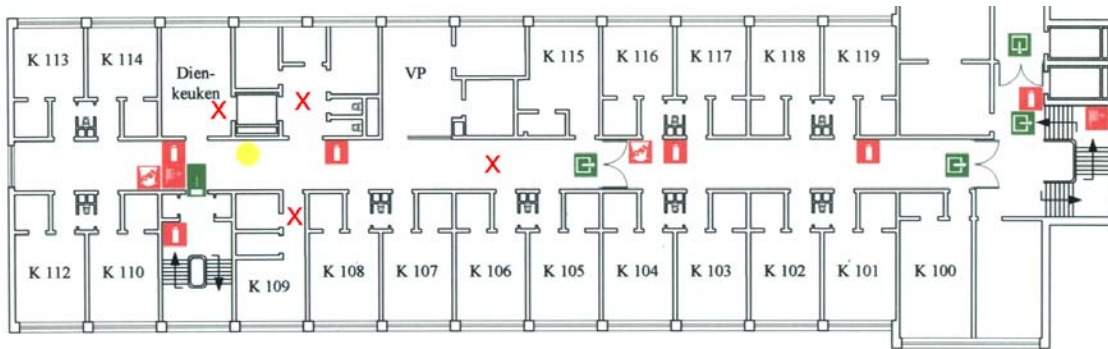 K 113
K 114
Dien-
keuken
X
X
VP
K 115
K 116
K 117
K 118
K 119
X
X
K 112
K 110
K 109
K 108
K 107
K 106
K 105
K 104
K 103
K 102
K 101
K 100